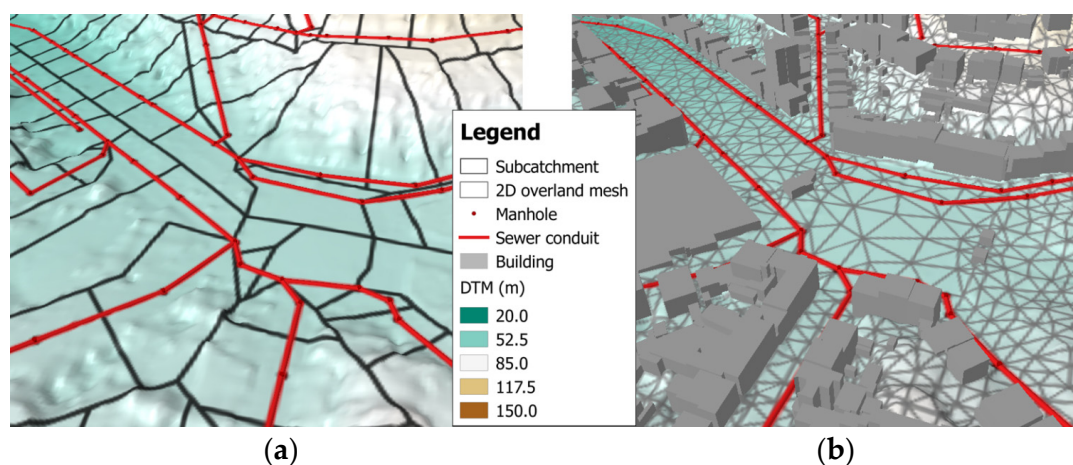 Legend
Subcatchment
2D overland mesh
Manhole
Sewer conduit
Building
DTM (m)
20.0
52.5
85.0
117.5
150.0
(a)
(b)